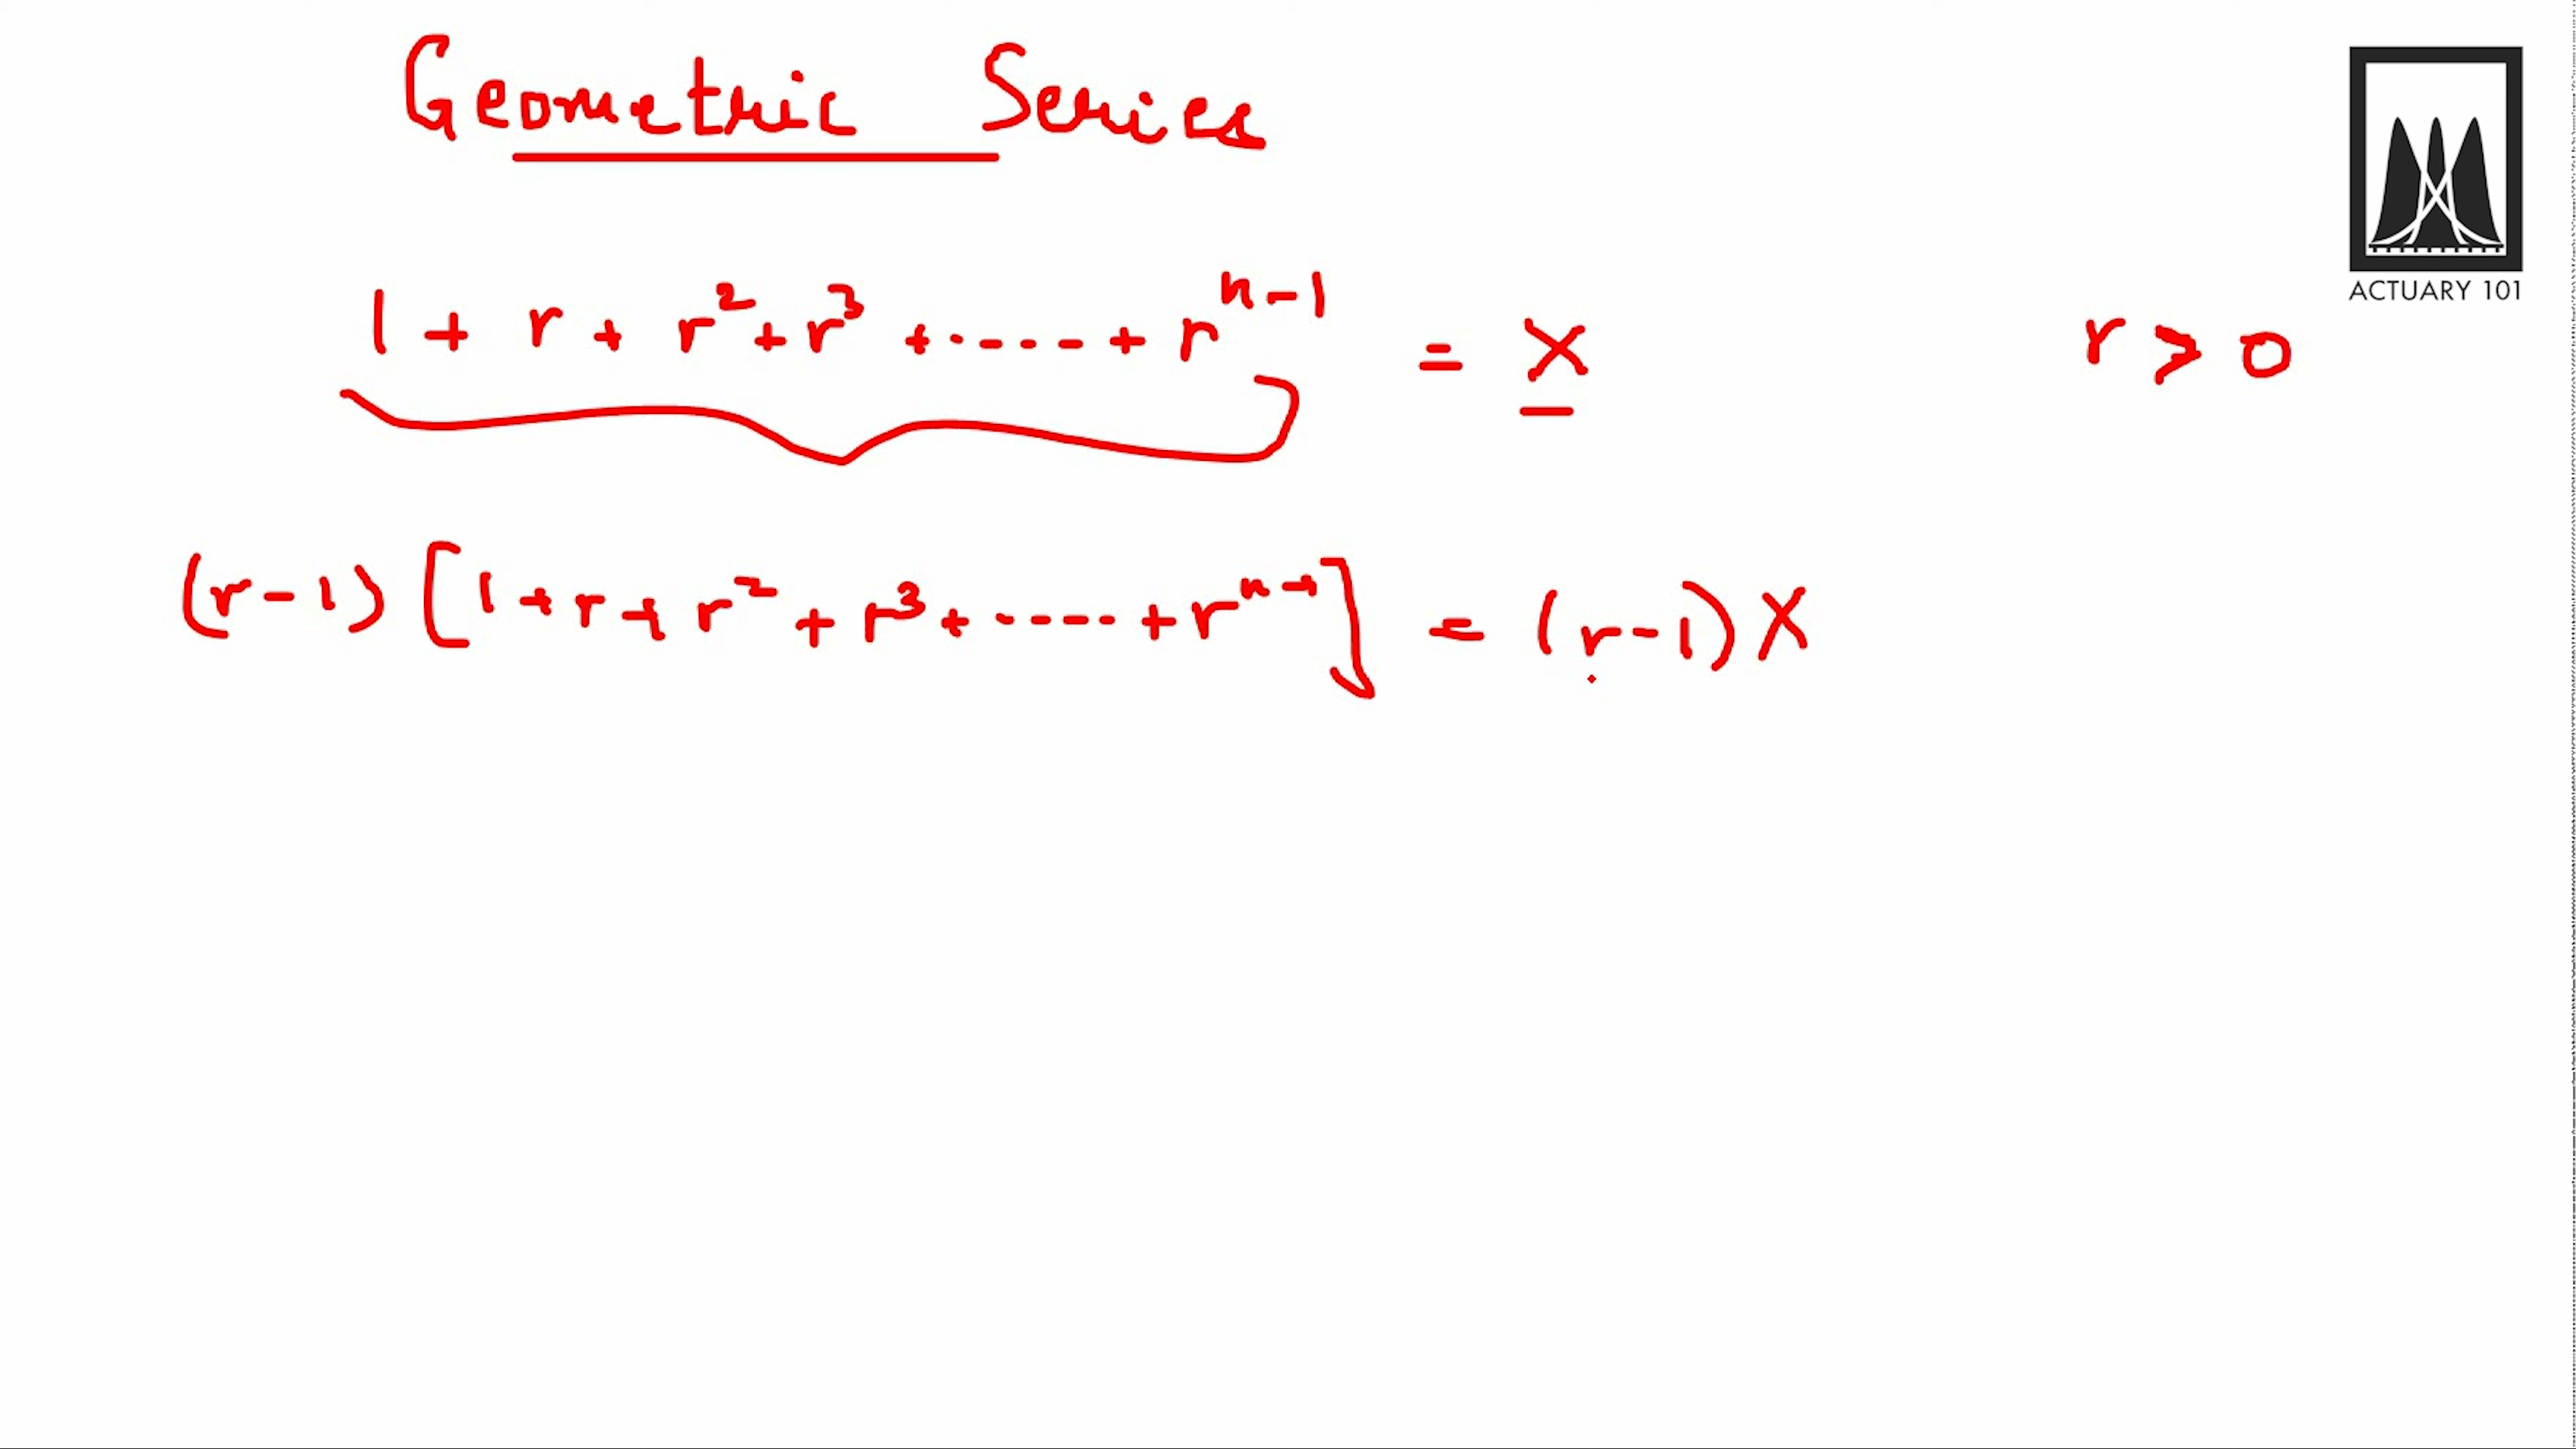 Geometric Series
1 + r + r² + r³ + ..... + rⁿ⁻¹ = X
r > 0
(r-1) [1 + r + r² + r³ + ..... + rⁿ⁻¹] = (r-1) X
ACTUARY 101